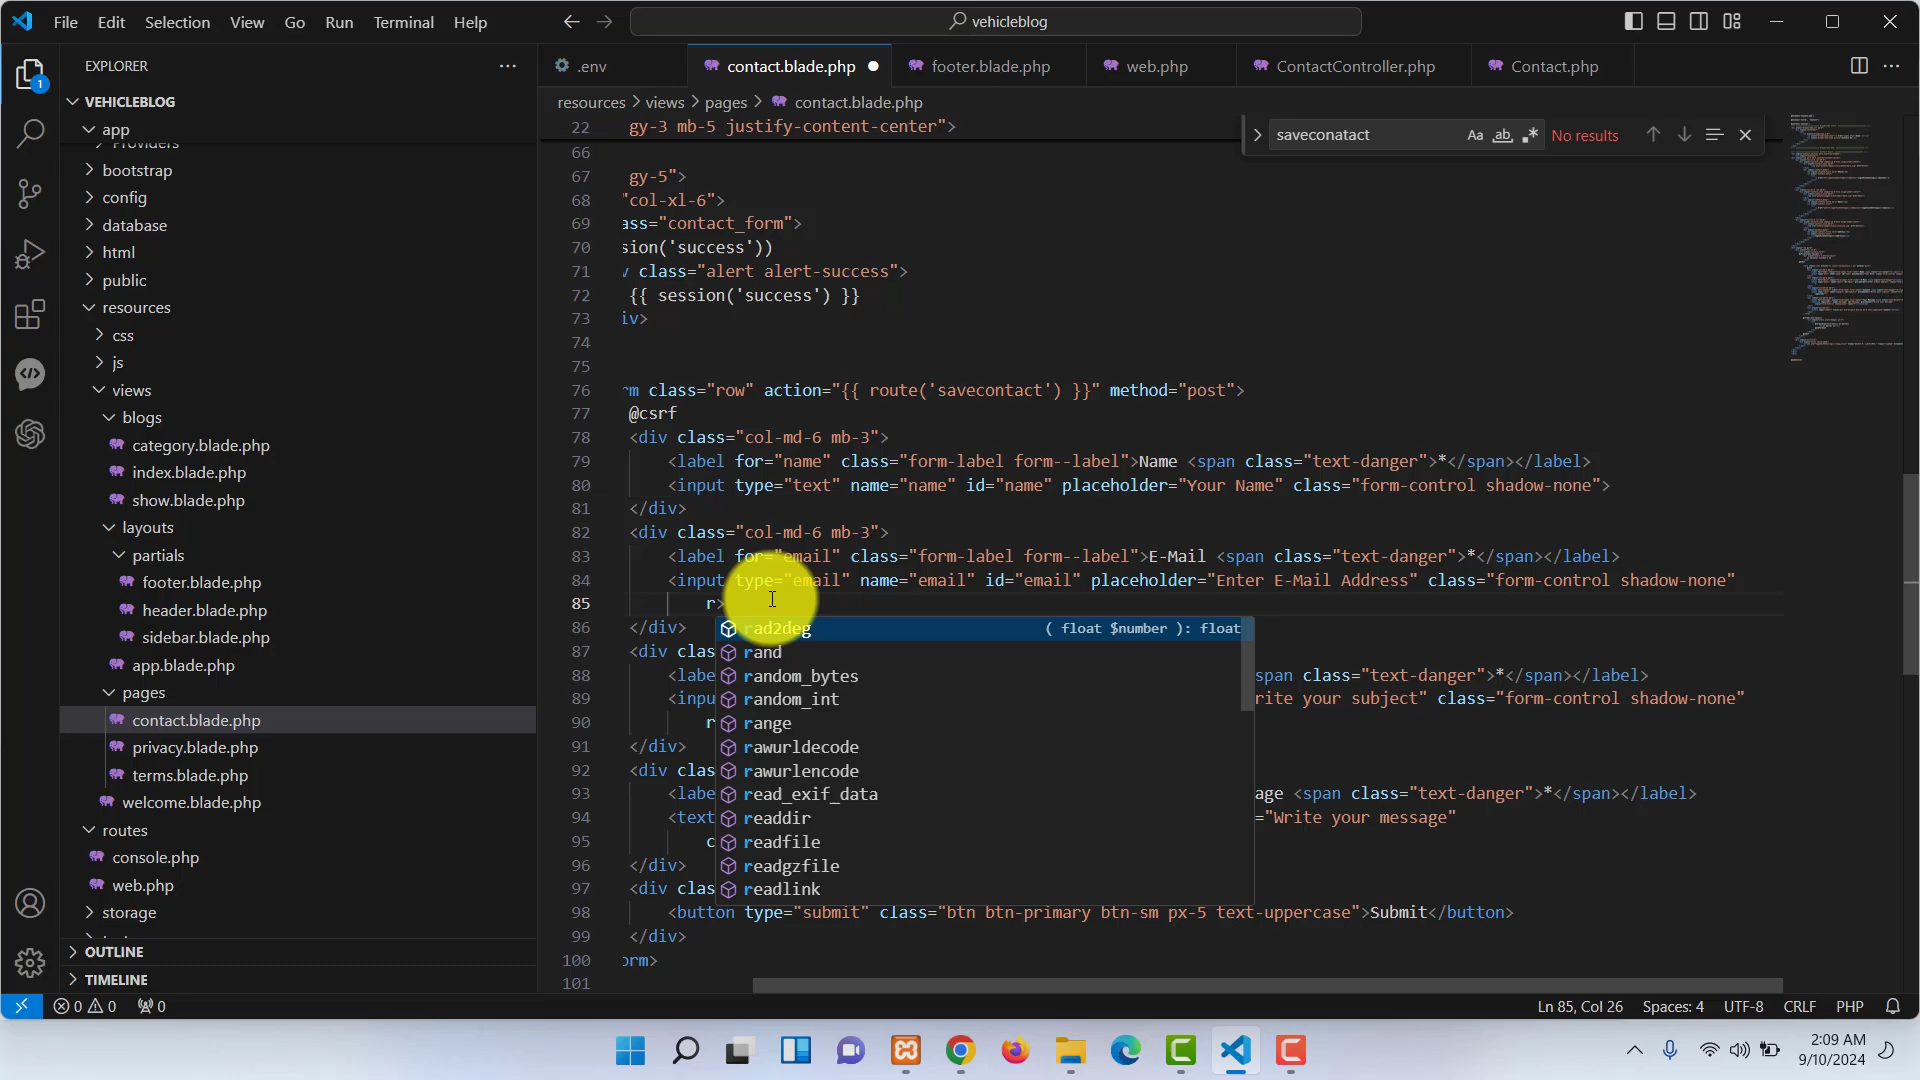 File Edit Selection View Go Run Terminal Help
vehicleblog
EXPLORER
.env
contact.blade.php
footer.blade.php
web.php
ContactController.php
Contact.php
resources > views > pages > contact.blade.php
saveconatact
Aa
ab
No results
1
VEHICLEBLOG
app
Providers
bootstrap
config
database
html
public
resources
css
js
views
blogs
category.blade.php
index.blade.php
show.blade.php
layouts
partials
footer.blade.php
header.blade.php
sidebar.blade.php
app.blade.php
pages
contact.blade.php
privacy.blade.php
terms.blade.php
welcome.blade.php
routes
console.php
web.php
storage
OUTLINE
TIMELINE
22 gy-3 mb-5 justify-content-center">
66
67 gy-5">
68 "col-xl-6">
69 ass="contact_form">
70 sion('success'))
71 v class="alert alert-success">
72 {{ session('success') }}
73 iv>
74
75
76 rm class="row" action="{{ route('savecontact') }}" method="post">
77 @csrf
78 <div class="col-md-6 mb-3">
79 <label for="name" class="form-label form--label">Name <span class="text-danger">*</span></label>
80 <input type="text" name="name" id="name" placeholder="Your Name" class="form-control shadow-none">
81 </div>
82 <div class="col-md-6 mb-3">
83 <label for="email" class="form-label form--label">E-Mail <span class="text-danger">*</span></label>
84 <input type="email" name="email" id="email" placeholder="Enter E-Mail Address" class="form-control shadow-none"
85 r>
86 </div>
87 <div clas
88 <labe span class="text-danger">*</span></label>
89 <inpu rite your subject" class="form-control shadow-none"
90 r
91 </div>
92 <div clas
93 <labe age <span class="text-danger">*</span></label>
94 <text ="Write your message"
95 c
96 </div>
97 <div clas
98 <button type="submit" class="btn btn-primary btn-sm px-5 text-uppercase">Submit</button>
99 </div>
100 orm>
101
rad2deg ( float $number ): float
rand
random_bytes
random_int
range
rawurldecode
rawurlencode
read_exif_data
readdir
readfile
readgzfile
readlink
0 0 0
Ln 85, Col 26 Spaces: 4 UTF-8 CRLF PHP
2:09 AM
9/10/2024